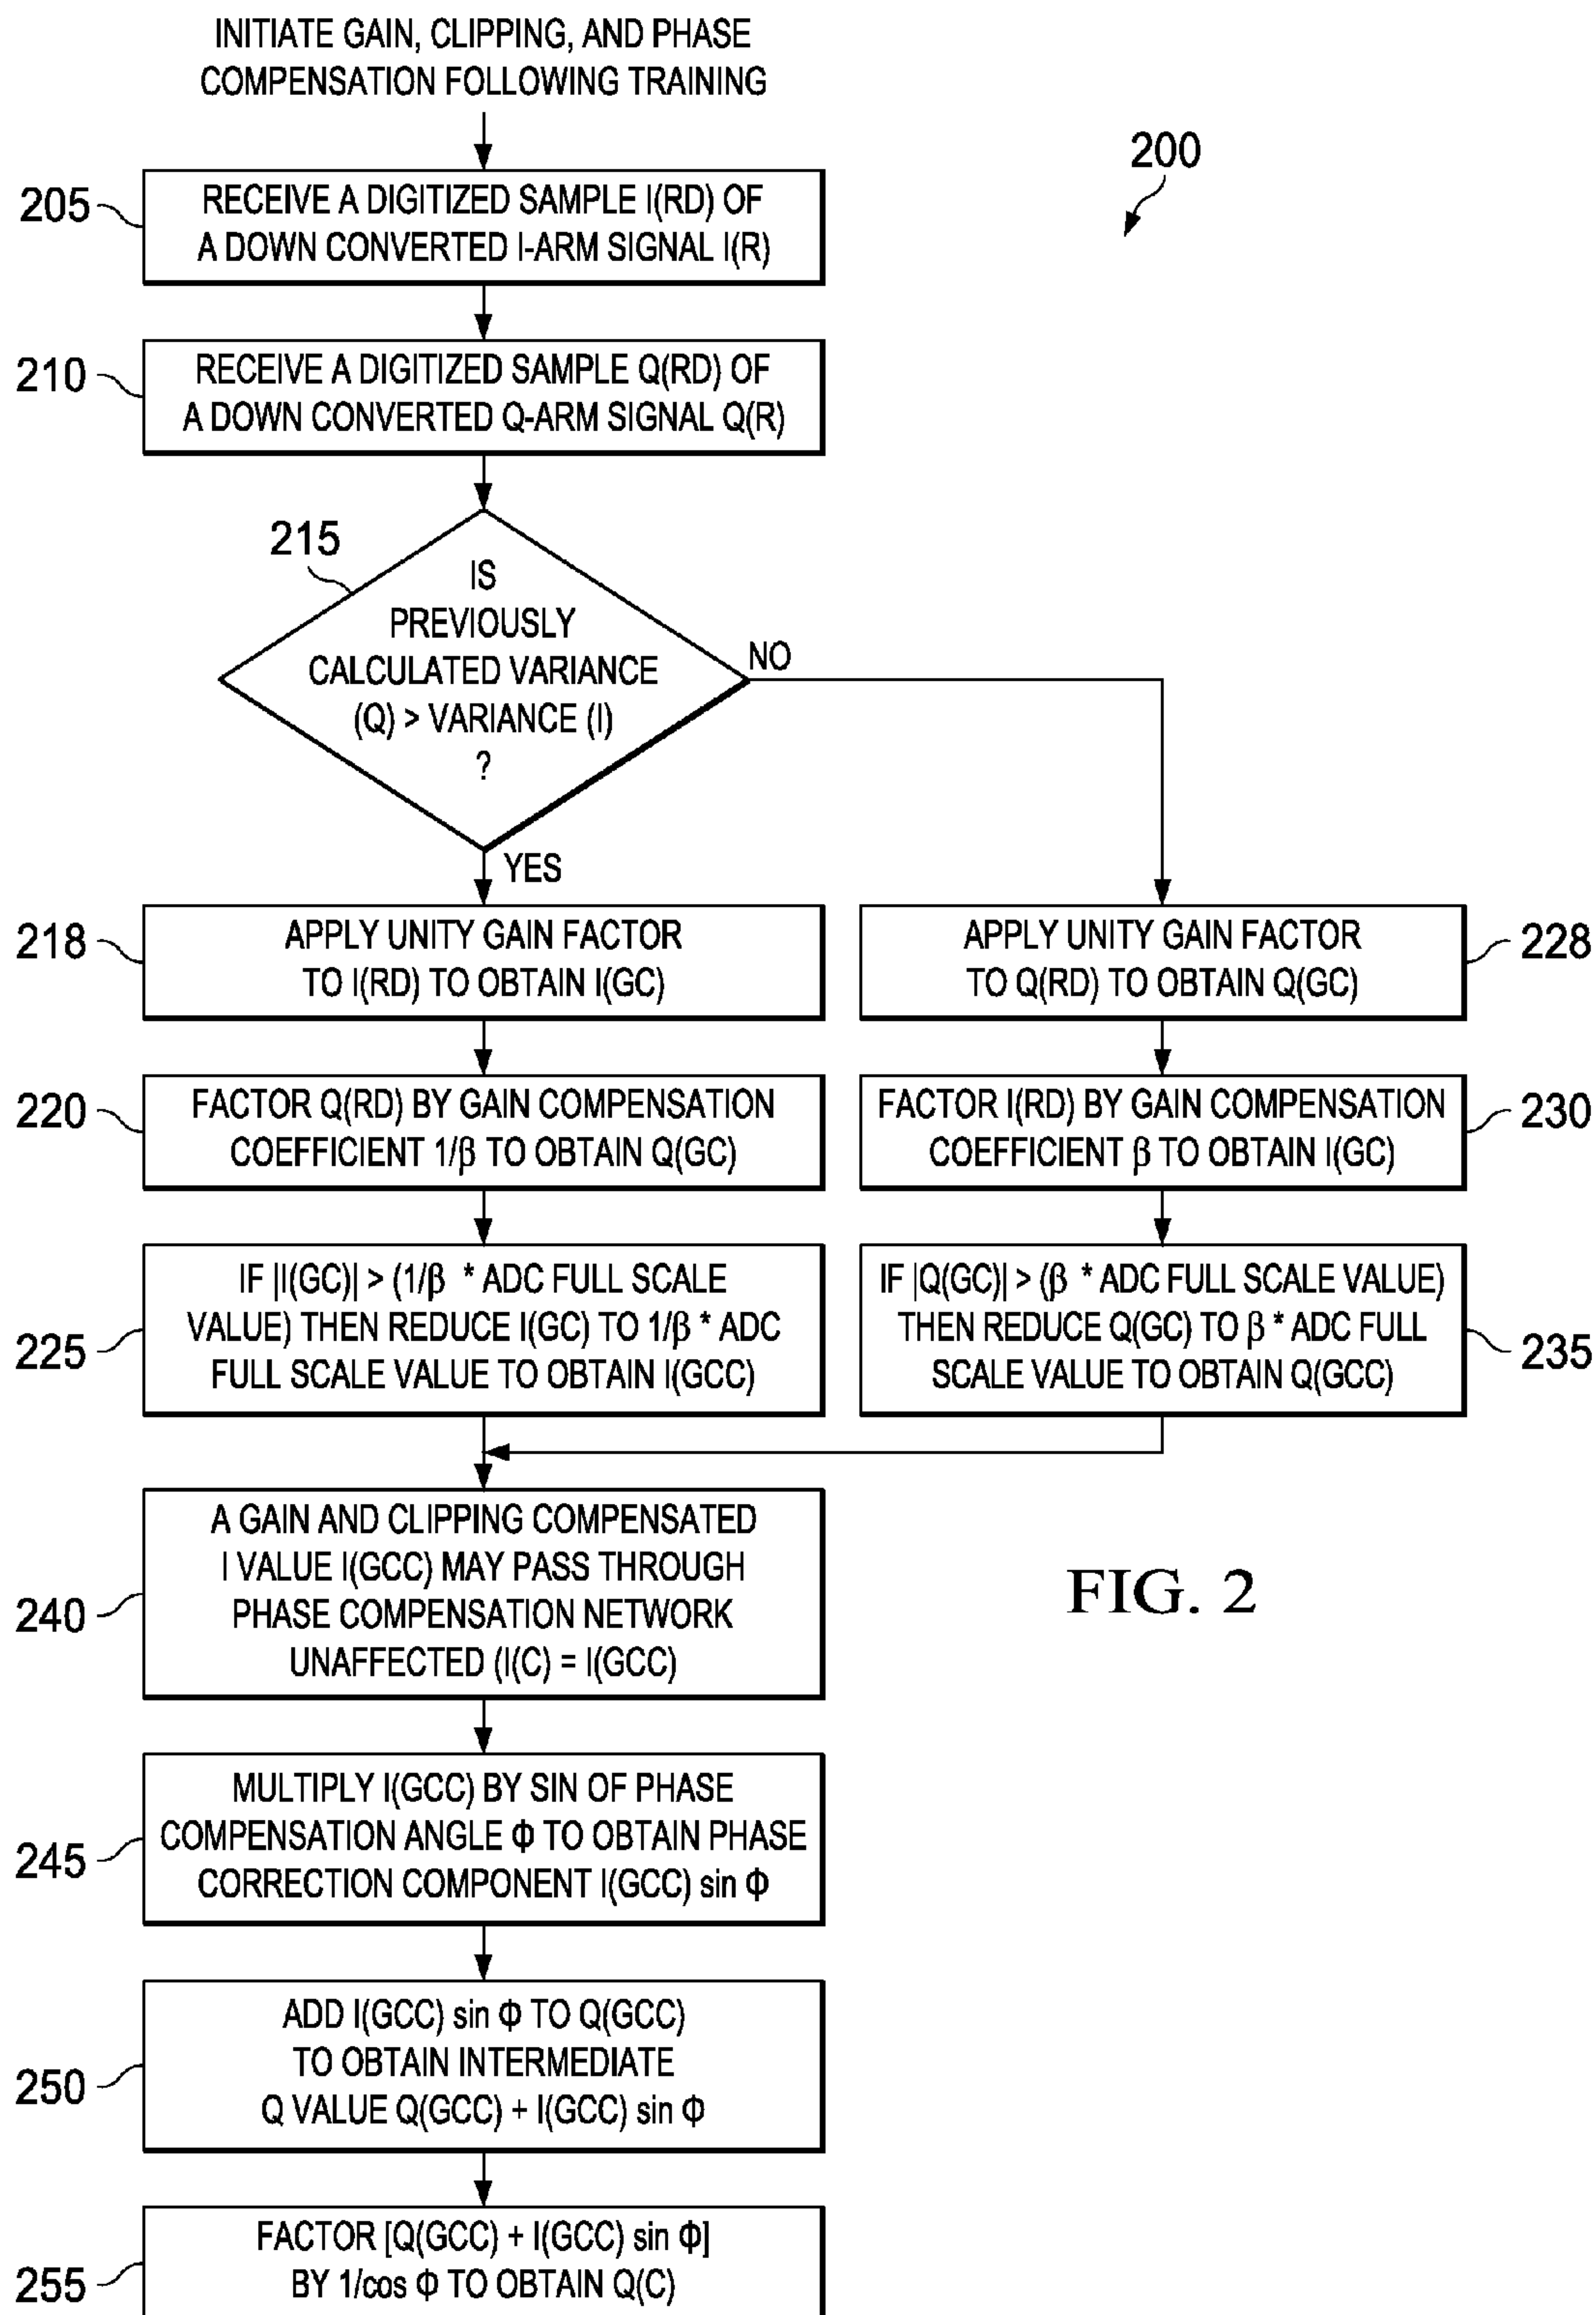 INITIATE GAIN, CLIPPING, AND PHASE
COMPENSATION FOLLOWING TRAINING
200
205
RECEIVE A DIGITIZED SAMPLE I(RD) OF
A DOWN CONVERTED I-ARM SIGNAL I(R)
210
RECEIVE A DIGITIZED SAMPLE Q(RD) OF
A DOWN CONVERTED Q-ARM SIGNAL Q(R)
215
IS
PREVIOUSLY
CALCULATED VARIANCE
(Q) > VARIANCE (I)
?
NO
YES
218
APPLY UNITY GAIN FACTOR
TO I(RD) TO OBTAIN I(GC)
APPLY UNITY GAIN FACTOR
TO Q(RD) TO OBTAIN Q(GC)
228
220
FACTOR Q(RD) BY GAIN COMPENSATION
COEFFICIENT 1/β TO OBTAIN Q(GC)
FACTOR I(RD) BY GAIN COMPENSATION
COEFFICIENT β TO OBTAIN I(GC)
230
225
IF |I(GC)| > (1/β * ADC FULL SCALE
VALUE) THEN REDUCE I(GC) TO 1/β * ADC
FULL SCALE VALUE TO OBTAIN I(GCC)
IF |Q(GC)| > (β * ADC FULL SCALE VALUE)
THEN REDUCE Q(GC) TO β * ADC FULL
SCALE VALUE TO OBTAIN Q(GCC)
235
240
A GAIN AND CLIPPING COMPENSATED
I VALUE I(GCC) MAY PASS THROUGH
PHASE COMPENSATION NETWORK
UNAFFECTED (I(C) = I(GCC)
FIG. 2
245
MULTIPLY I(GCC) BY SIN OF PHASE
COMPENSATION ANGLE Φ TO OBTAIN PHASE
CORRECTION COMPONENT I(GCC) sin Φ
250
ADD I(GCC) sin Φ TO Q(GCC)
TO OBTAIN INTERMEDIATE
Q VALUE Q(GCC) + I(GCC) sin Φ
255
FACTOR [Q(GCC) + I(GCC) sin Φ]
BY 1/cos Φ TO OBTAIN Q(C)